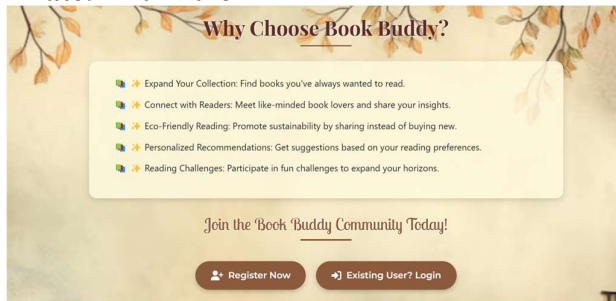 Why Choose Book Buddy?
📚 ✨ Expand Your Collection: Find books you've always wanted to read.
📚 ✨ Connect with Readers: Meet like-minded book lovers and share your insights.
📚 ✨ Eco-Friendly Reading: Promote sustainability by sharing instead of buying new.
📚 ✨ Personalized Recommendations: Get suggestions based on your reading preferences.
📚 ✨ Reading Challenges: Participate in fun challenges to expand your horizons.
Join the Book Buddy Community Today!
Register Now
Existing User? Login